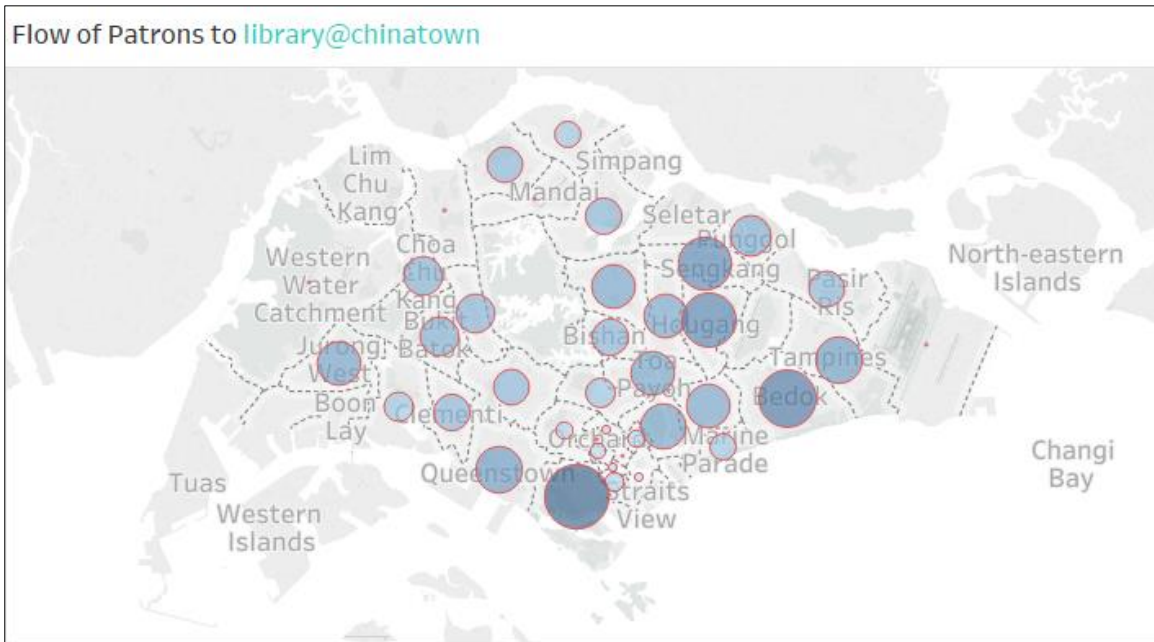 Flow of Patrons to library@chinatown
Lim
Chu
Kang
Simpang
Mandai
Seletar
Punggol
Choa
Chu
Kang
Western
Water
Catchment
Sengkang
North-eastern
Islands
Pasir
Ris
Bukit
Batok
Bishan
Hougang
Jurong
West
Toa
Payoh
Tampines
Boon
Lay
Clementi
Bedok
Orchard
Marine
Parade
Queenstown
Changi
Bay
Tuas
Straits
View
Western
Islands